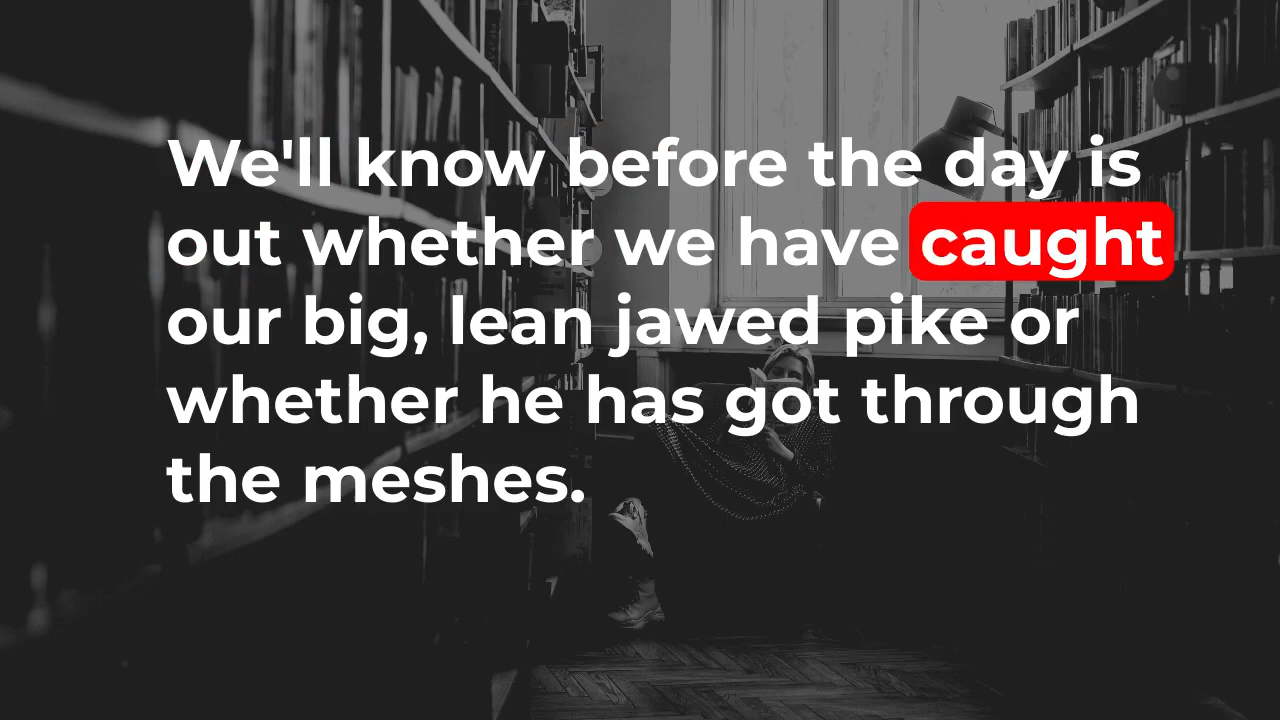 We'll know before the day is
out whether we have caught
our big, lean jawed pike or
whether he has got through
the meshes.